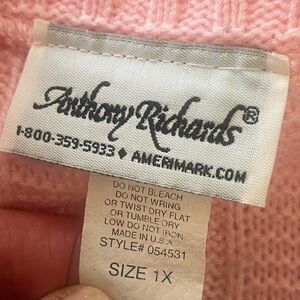 Anthony Richards®
1-800-359-5933 ♦ AMERIMARK.COM
DO NOT BLEACH
DO NOT WRING
OR TWIST DRY FLAT
OR TUMBLE DRY
LOW DO NOT IRON
MADE IN U.S.A
STYLE# 054531
SIZE 1X